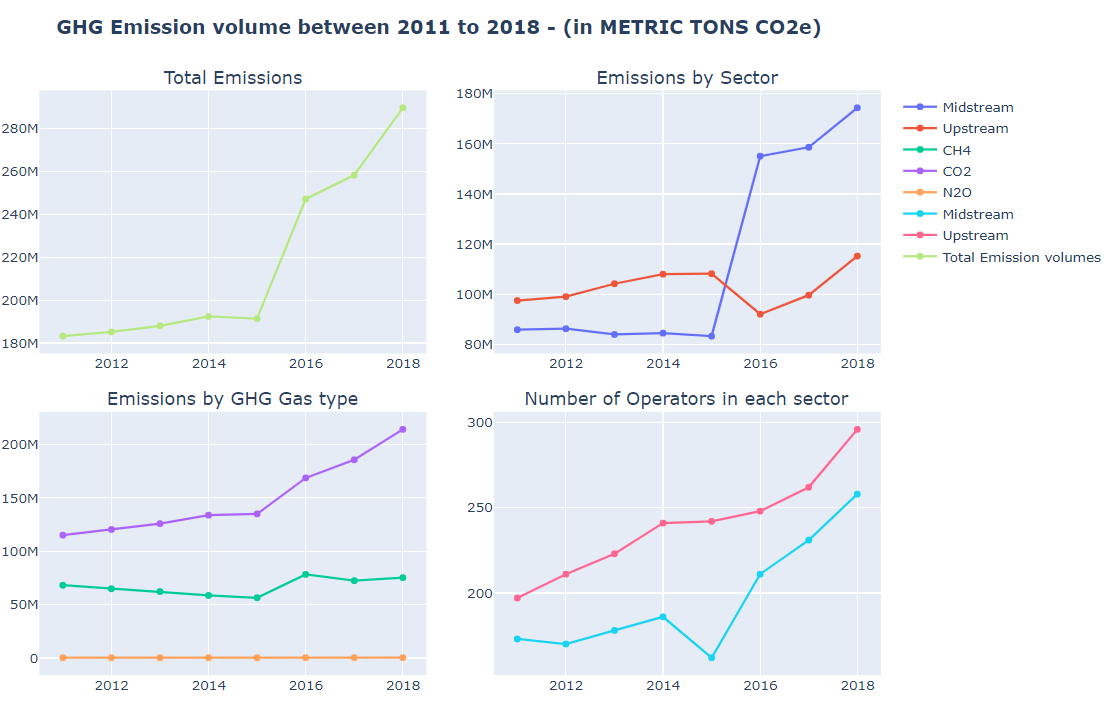 GHG Emission volume between 2011 to 2018 - (in METRIC TONS CO2e)
Total Emissions
280M
260M
240M
220M
200M
180M
2012 2014 2016 2018
Emissions by Sector
180M
160M
140M
120M
100M
80M
2012 2014 2016 2018
Midstream
Upstream
CH4
CO2
N2O
Midstream
Upstream
Total Emission volumes
Emissions by GHG Gas type
200M
150M
100M
50M
0
2012 2014 2016 2018
Number of Operators in each sector
300
250
200
2012 2014 2016 2018